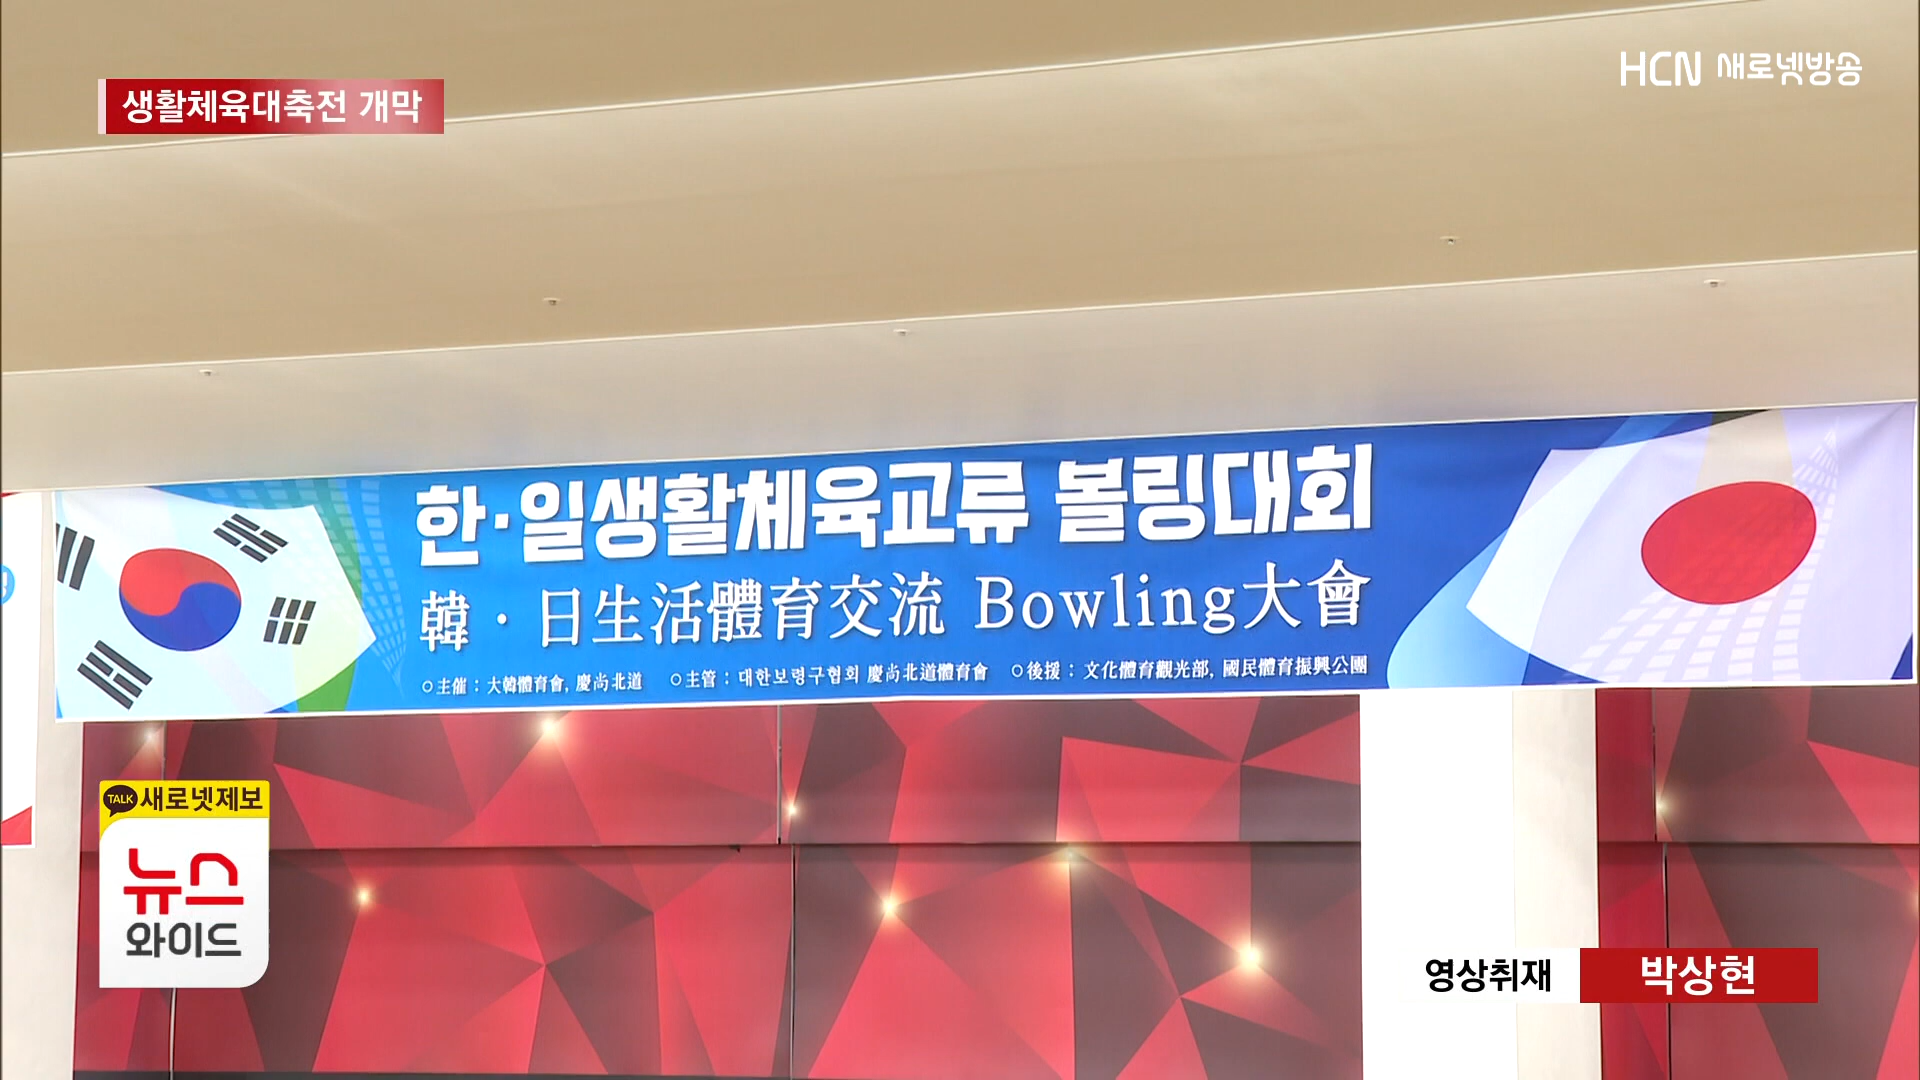 HCN 새로넷방송
생활체육대축전 개막
한·일생활체육교류 볼링대회
韓·日生活體育交流 Bowling大會
○主催 : 大韓體育會, 慶尚北道 ○主管 : 대한보령구협회 慶尚北道體育會 ○後援 : 文化體育觀光部, 國民體育振興公團
TALK 새로넷제보
뉴스
와이드
영상취재 박상현